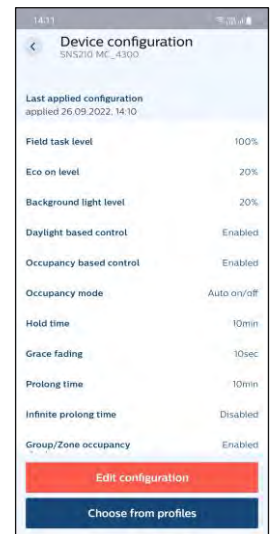 14:11
Device configuration
SNS210 MC_4300
Last applied configuration
applied 26.09.2022, 14:10
Field task level 100%
Eco on level 20%
Background light level 20%
Daylight based control Enabled
Occupancy based control Enabled
Occupancy mode Auto on/off
Hold time 10min
Grace fading 10sec
Prolong time 10min
Infinite prolong time Disabled
Group/Zone occupancy Enabled
Edit configuration
Choose from profiles